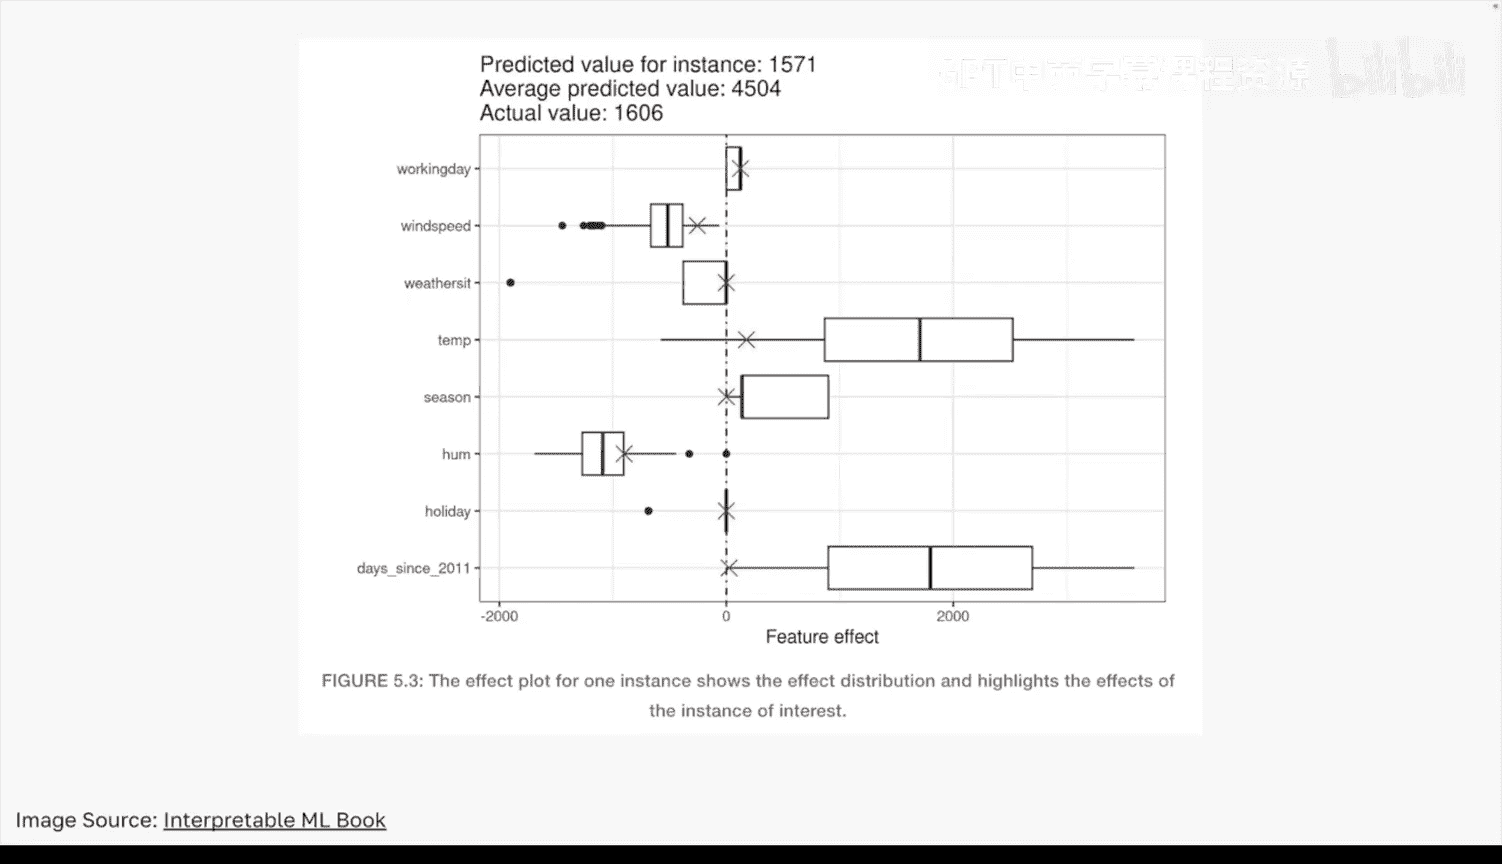 Predicted value for instance: 1571
Average predicted value: 4504
Actual value: 1606
workingday
windspeed
weathersit
temp
season
hum
holiday
days_since_2011
-2000 0 2000
Feature effect
FIGURE 5.3: The effect plot for one instance shows the effect distribution and highlights the effects of
the instance of interest.
Image Source: Interpretable ML Book
bilibili